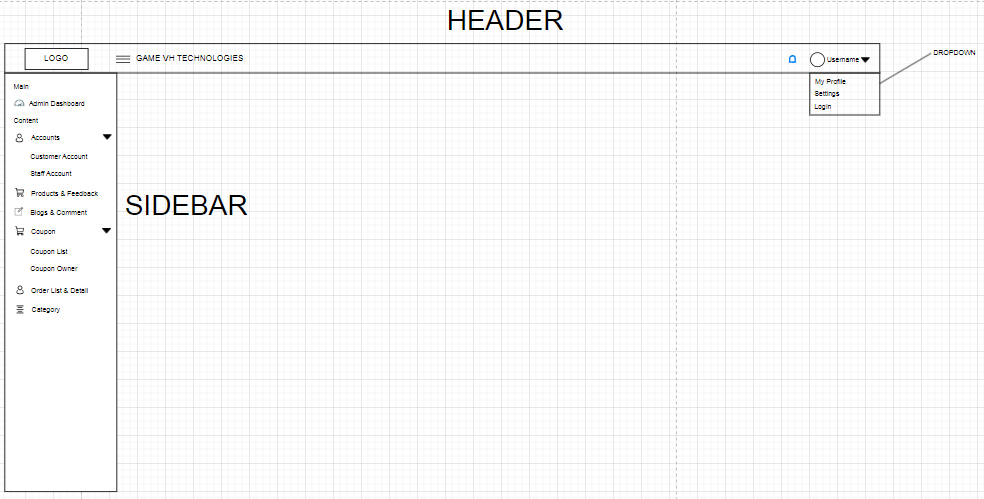 HEADER
LOGO
GAME VH TECHNOLOGIES
Username
DROPDOWN
My Profile
Settings
Login
Main
Admin Dashboard
Content
Accounts
Customer Account
Staff Account
Products & Feedback
SIDEBAR
Blogs & Comment
Coupon
Coupon List
Coupon Owner
Order List & Detail
Category